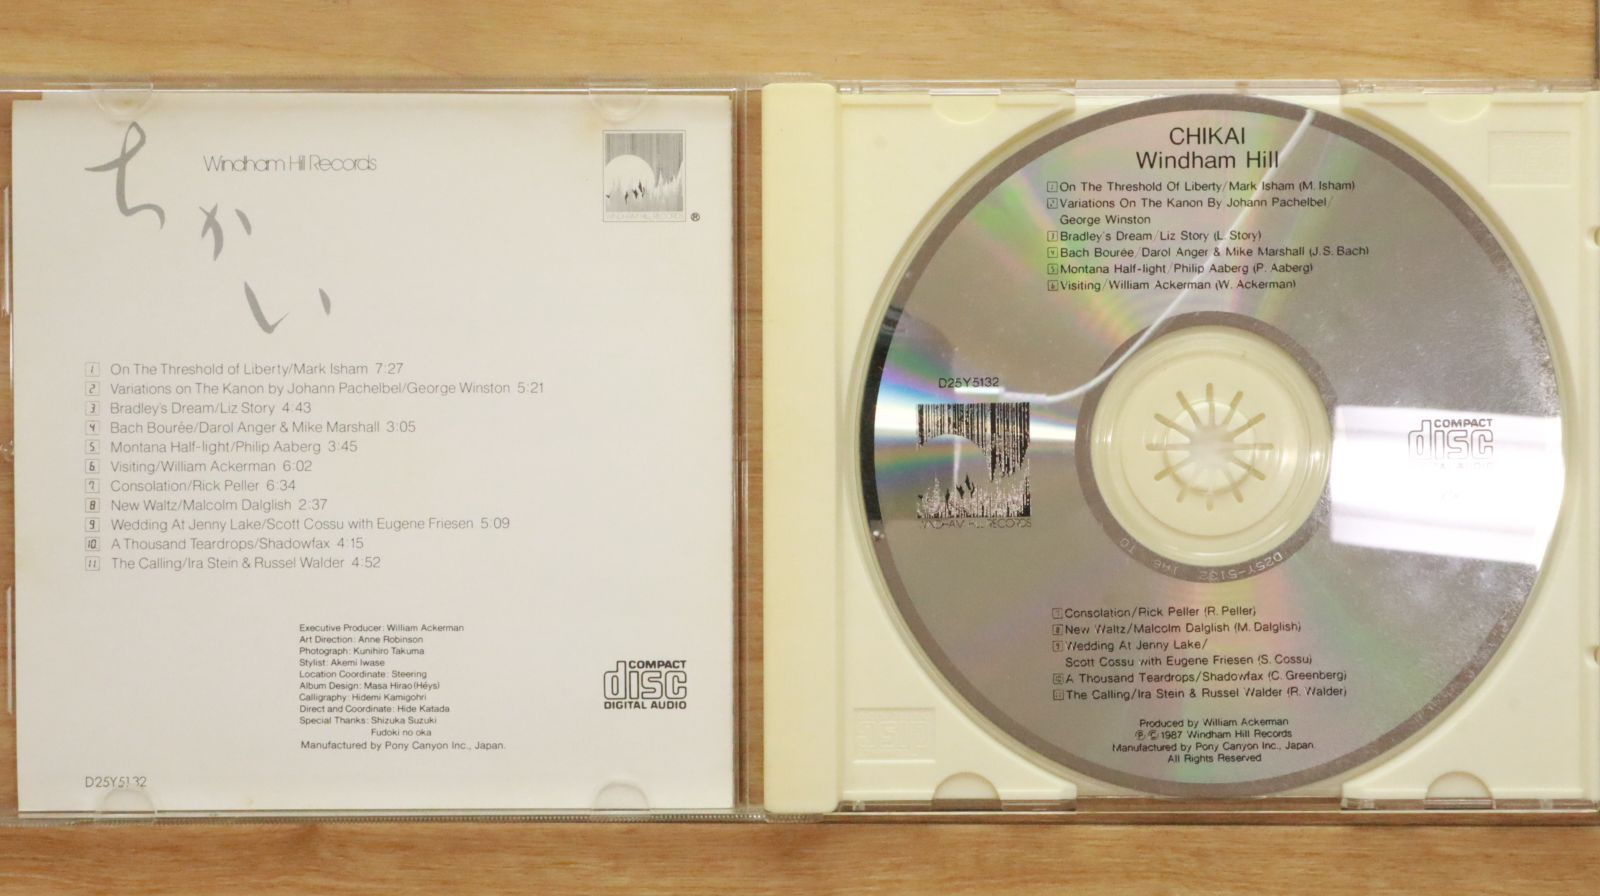 ちかい
Windham Hill Records
WINDHAM HILL RECORDS ®
1 On The Threshold of Liberty/Mark Isham 7:27
2 Variations on The Kanon by Johann Pachelbel/George Winston 5:21
3 Bradley's Dream/Liz Story 4:43
4 Bach Bourée/Darol Anger & Mike Marshall 3:05
5 Montana Half-light/Philip Aaberg 3:45
6 Visiting/William Ackerman 6:02
7 Consolation/Rick Peller 6:34
8 New Waltz/Malcolm Dalglish 2:37
9 Wedding At Jenny Lake/Scott Cossu with Eugene Friesen 5:09
10 A Thousand Teardrops/Shadowfax 4:15
11 The Calling/Ira Stein & Russel Walder 4:52
Executive Producer: William Ackerman
Art Direction: Anne Robinson
Photograph: Kunihiro Takuma
Stylist: Akemi Iwase
Location Coordinate: Steering
Album Design: Masa Hirao (Héys)
Calligraphy: Hidemi Kamigohri
Direct and Coordinate: Hide Katada
Special Thanks: Shizuka Suzuki
Fudoki no oka
Manufactured by Pony Canyon Inc., Japan.
COMPACT
disc
DIGITAL AUDIO
D25Y5132
CHIKAI
Windham Hill
1 On The Threshold Of Liberty/Mark Isham (M. Isham)
2 Variations On The Kanon By Johann Pachelbel/
George Winston
3 Bradley's Dream/Liz Story (L. Story)
4 Bach Bourée/Darol Anger & Mike Marshall (J.S. Bach)
5 Montana Half-light/Philip Aaberg (P. Aaberg)
6 Visiting/William Ackerman (W. Ackerman)
D25Y5132
WINDHAM HILL RECORDS
COMPACT
disc
D25Y-5132
7 Consolation/Rick Peller (R. Peller)
8 New Waltz/Malcolm Dalglish (M. Dalglish)
9 Wedding At Jenny Lake/
Scott Cossu with Eugene Friesen (S. Cossu)
10 A Thousand Teardrops/Shadowfax (C. Greenberg)
11 The Calling/Ira Stein & Russel Walder (R. Walder)
Produced by William Ackerman
Ⓟ © 1987 Windham Hill Records
Manufactured by Pony Canyon Inc., Japan.
All Rights Reserved